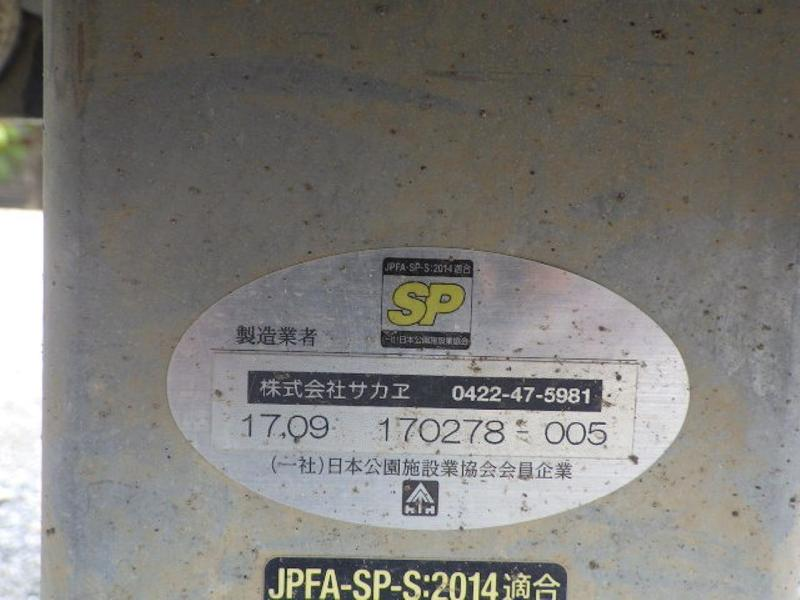 JPFA-SP-S:2014適合
SP
(一社)日本公園施設業協会
製造業者
株式会社サカヱ 0422-47-5981
17.09 170278-005
(一社)日本公園施設業協会会員企業
JPFA-SP-S:2014適合